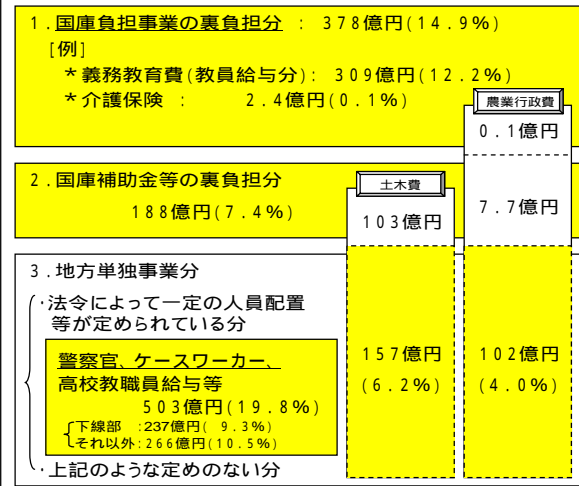 1．国庫負担事業の裏負担分 ： 378億円(14.9%)
[例]
＊義務教育費(教員給与分)： 309億円(12.2%)
＊介護保険 ： 2.4億円(0.1%)
農業行政費
0．1億円
2．国庫補助金等の裏負担分
188億円(7.4%)
土木費
103億円
7.7億円
3．地方単独事業分
・法令によって一定の人員配置
等が定められている分
警察官、ケースワーカー、
高校教職員給与等
503億円(19.8%)
下線部 :237億円( 9.3%)
それ以外:266億円(10.5%)
157億円
(6.2%)
102億円
(4.0%)
・上記のような定めのない分